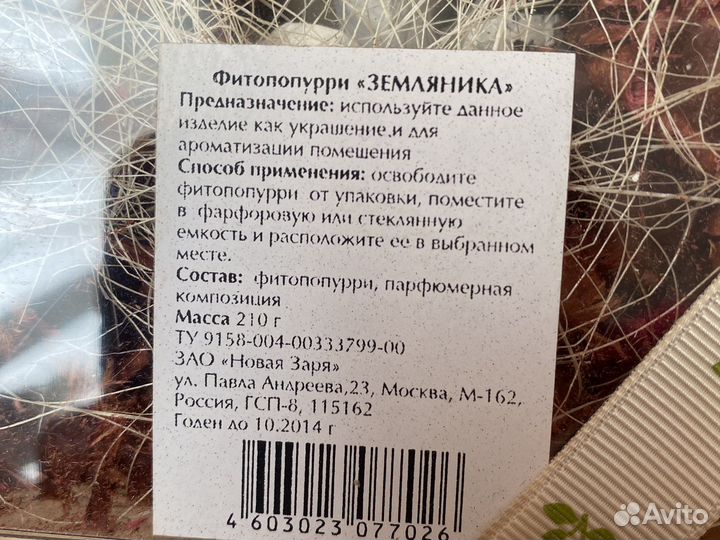 Фитопопурри «ЗЕМЛЯНИКА»
Предназначение: используйте данное
изделие как украшение и для
ароматизации помещения
Способ применения: освободите
фитопопурри от упаковки, поместите
в фарфоровую или стеклянную
емкость и расположите ее в выбранном
месте.
Состав: фитопопурри, парфюмерная
композиция
Масса 210 г
ТУ 9158-004-00333799-00
ЗАО «Новая Заря»
ул. Павла Андреева,23, Москва, М-162,
Россия, ГСП-8, 115162
Годен до 10.2014 г
4 603023 077026
Avito